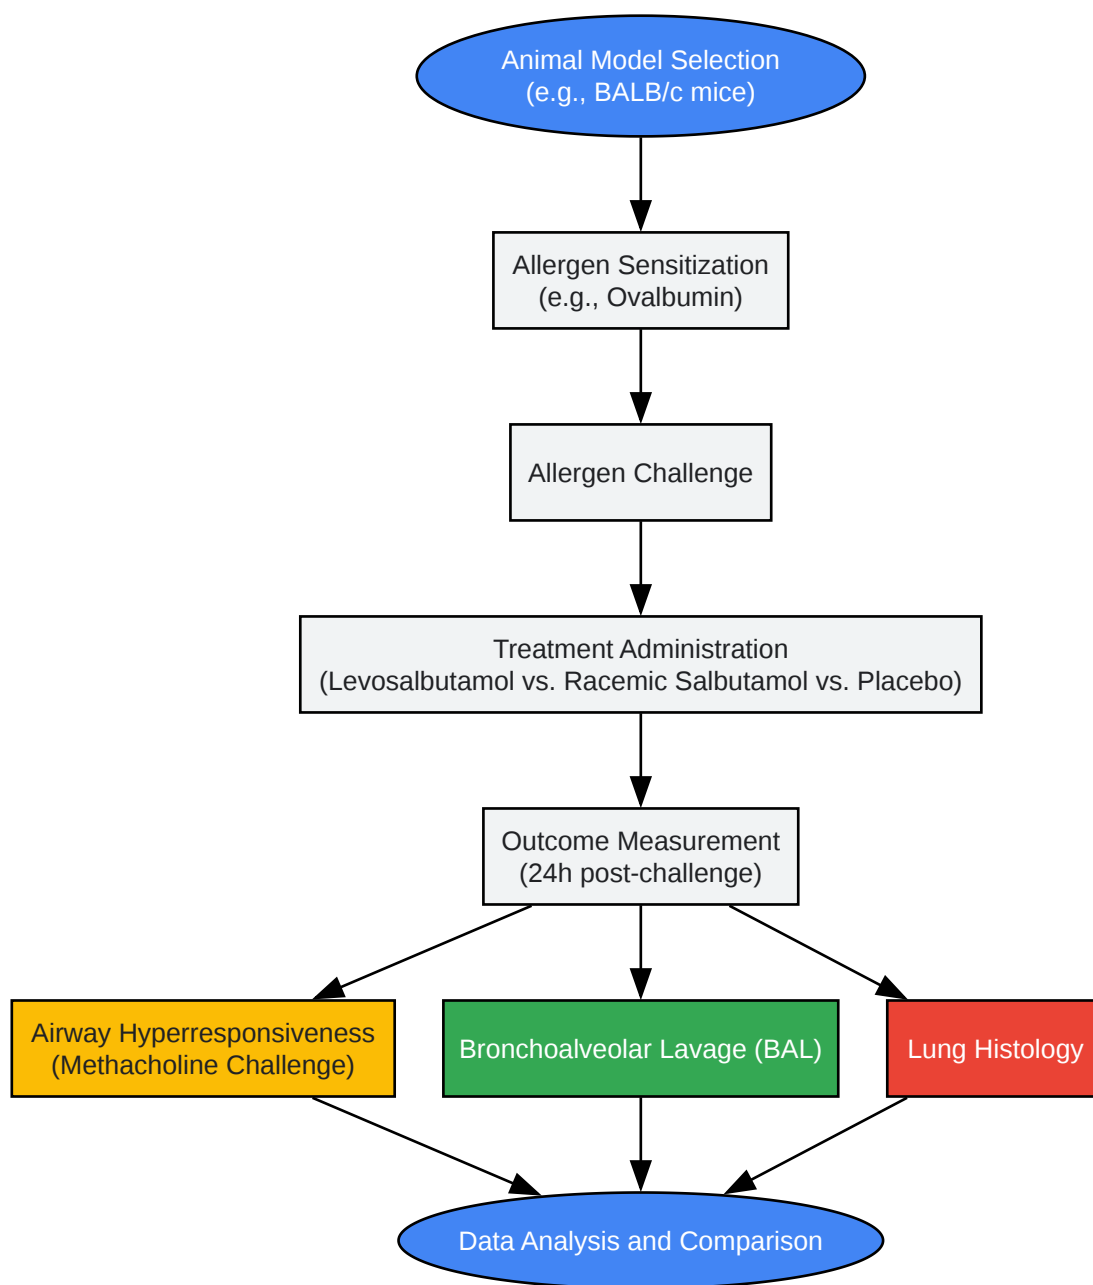 Animal Model Selection
(e.g., BALB/c mice)
Allergen Sensitization
(e.g., Ovalbumin)
Allergen Challenge
Treatment Administration
(Levosalbutamol vs. Racemic Salbutamol vs. Placebo)
Outcome Measurement
(24h post-challenge)
Airway Hyperresponsiveness
(Methacholine Challenge)
Bronchoalveolar Lavage (BAL)
Lung Histology
Data Analysis and Comparison